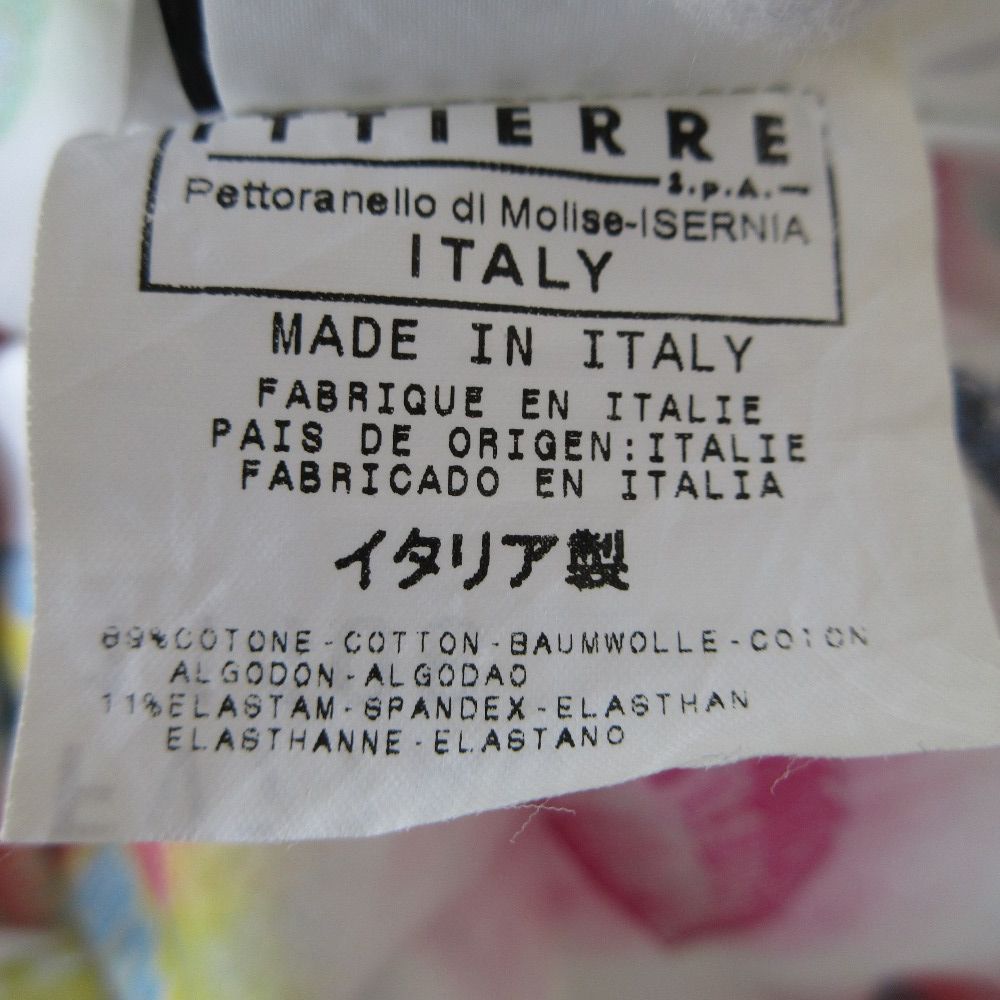 ITTIERRE
S.p.A.
Pettoranello di Molise-ISERNIA
ITALY
MADE IN ITALY
FABRIQUE EN ITALIE
PAIS DE ORIGEN:ITALIE
FABRICADO EN ITALIA
イタリア製
89%COTONE-COTTON-BAUMWOLLE-COTON
ALGODON-ALGODAO
11%ELASTAM-SPANDEX-ELASTHAN
ELASTHANNE-ELASTANO